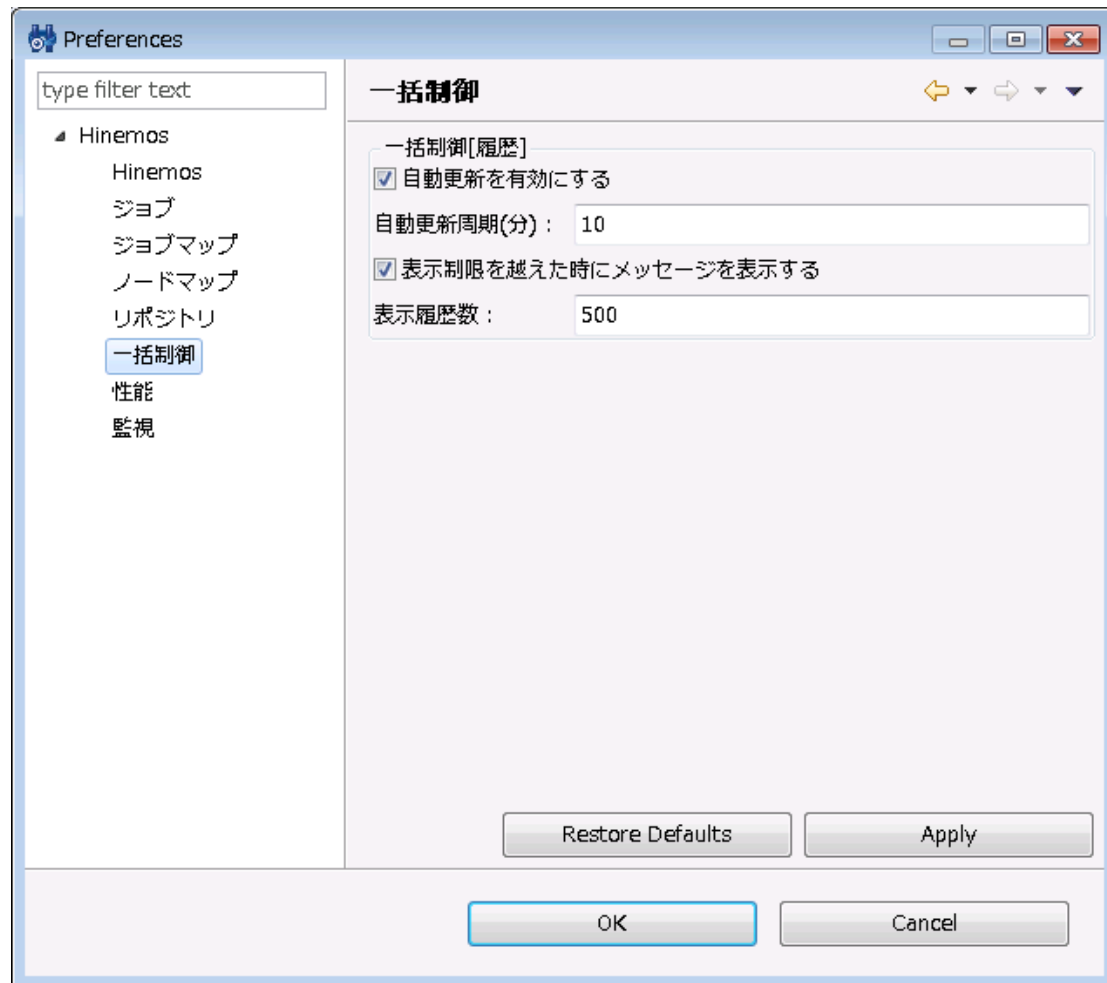 Preferences
type filter text
Hinemos
Hinemos
ジョブ
ジョブマップ
ノードマップ
リポジトリ
一括制御
性能
監視
一括制御
一括制御[履歴]
自動更新を有効にする
自動更新周期(分): 10
表示制限を越えた時にメッセージを表示する
表示履歴数: 500
Restore Defaults Apply
OK Cancel